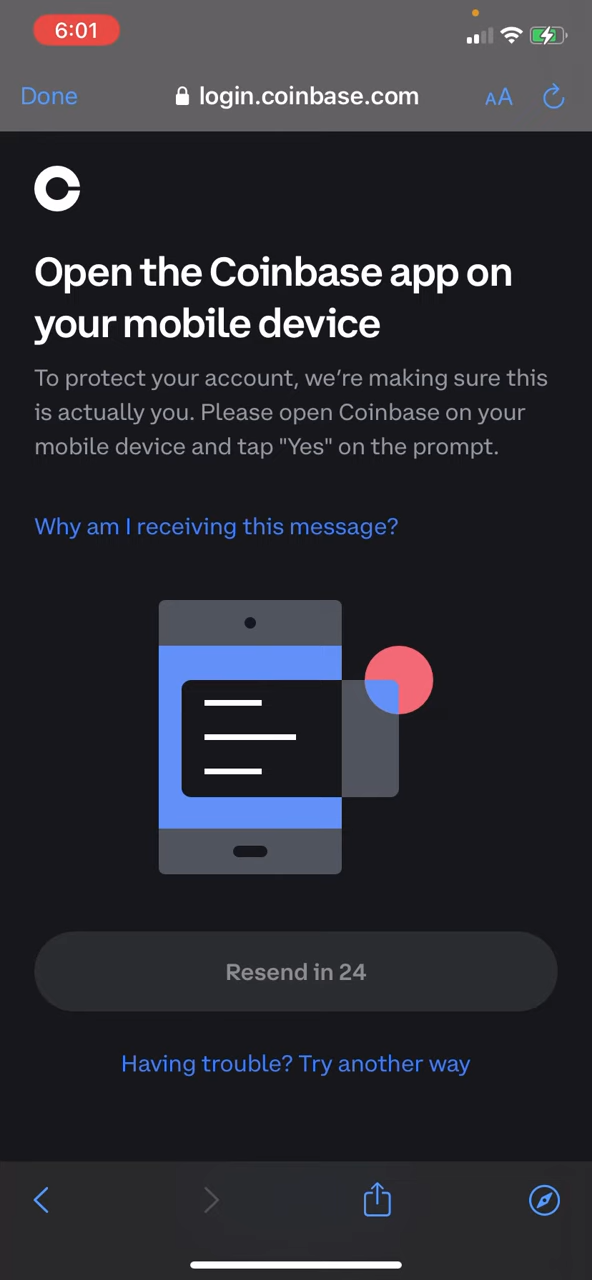 6:01
Done
login.coinbase.com
AA
Open the Coinbase app on
your mobile device
To protect your account, we’re making sure this
is actually you. Please open Coinbase on your
mobile device and tap "Yes" on the prompt.
Why am I receiving this message?
Resend in 24
Having trouble? Try another way